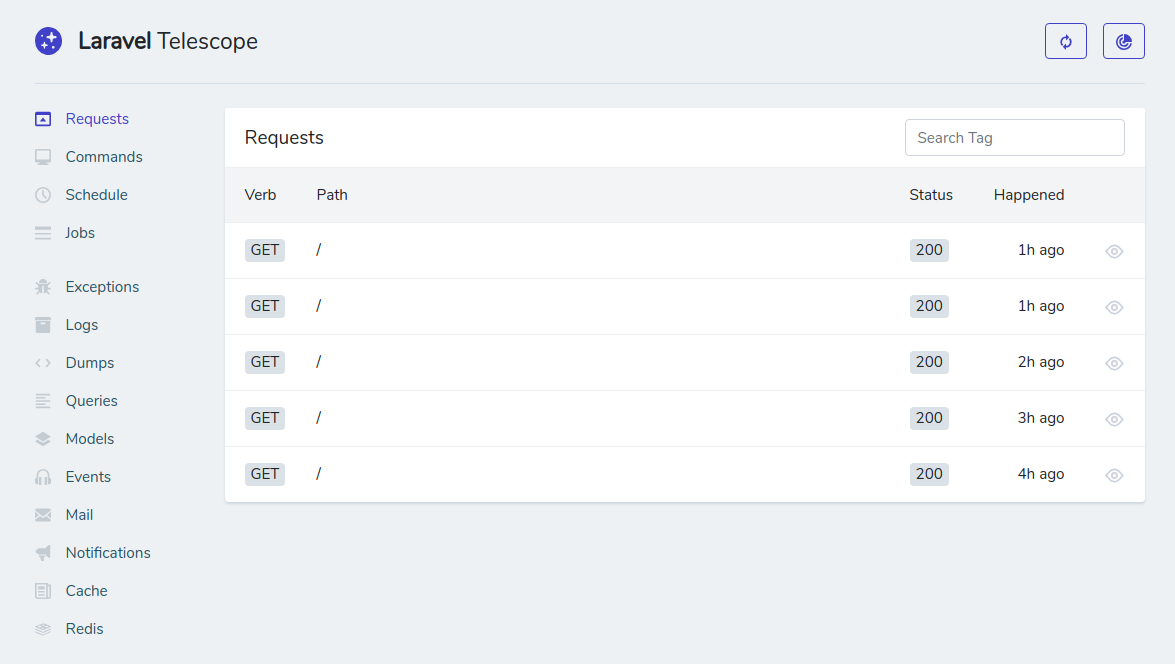 Laravel Telescope
Requests
Commands
Schedule
Jobs
Exceptions
Logs
Dumps
Queries
Models
Events
Mail
Notifications
Cache
Redis
Requests
Search Tag
Verb Path Status Happened
GET / 200 1h ago
GET / 200 1h ago
GET / 200 2h ago
GET / 200 3h ago
GET / 200 4h ago